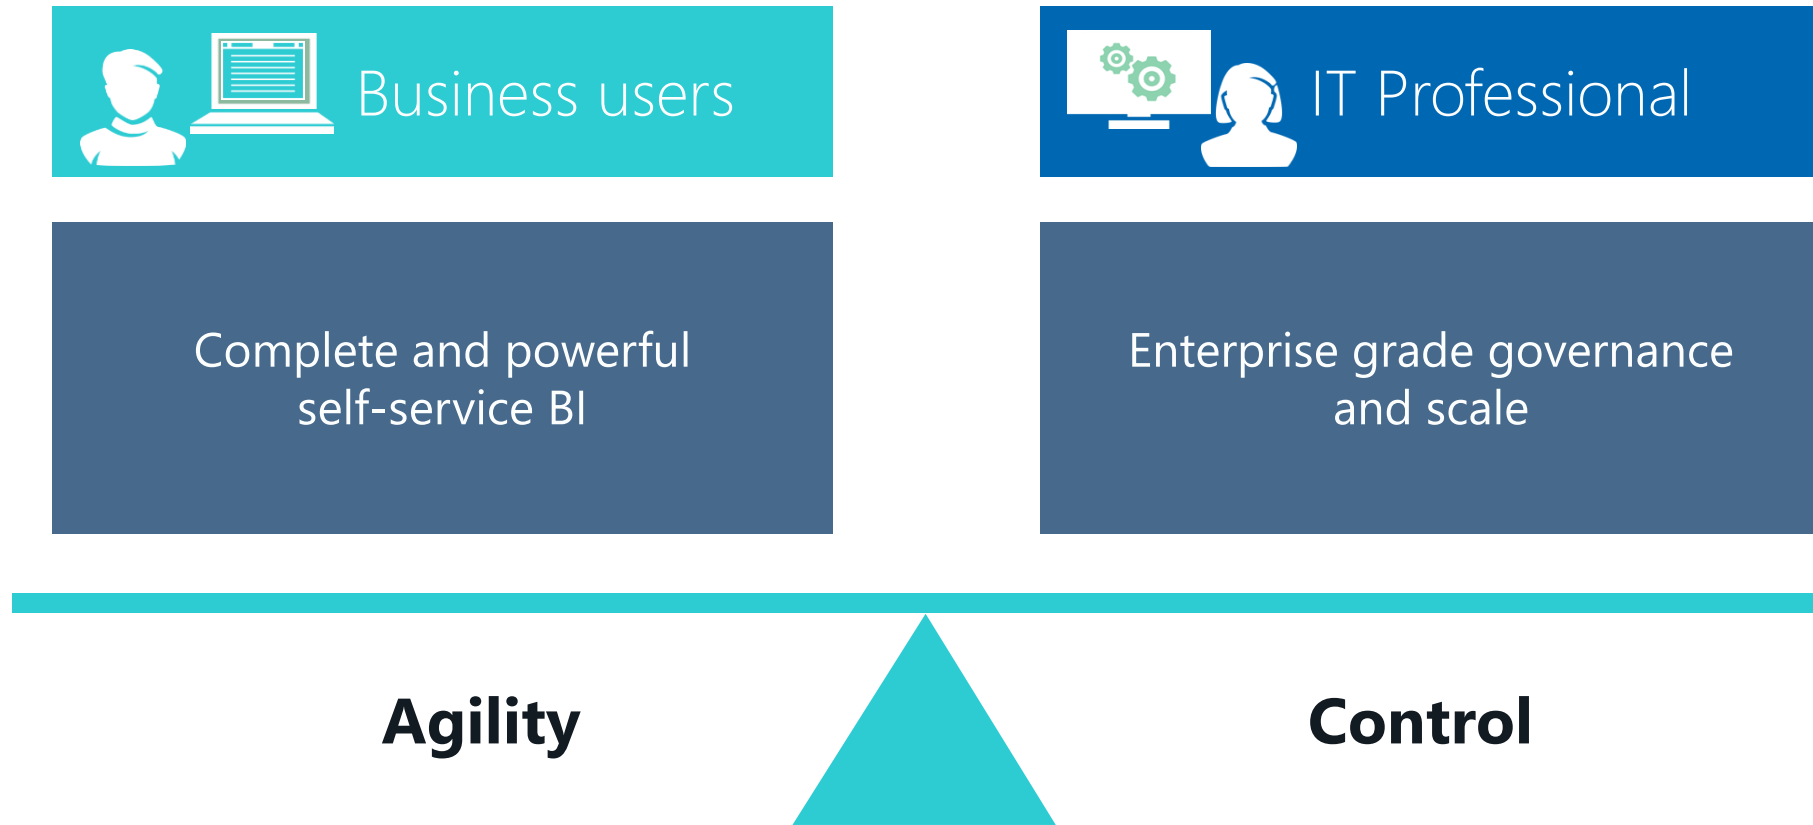 Business users
IT Professional
Complete and powerful
self-service BI
Enterprise grade governance
and scale
Agility
Control